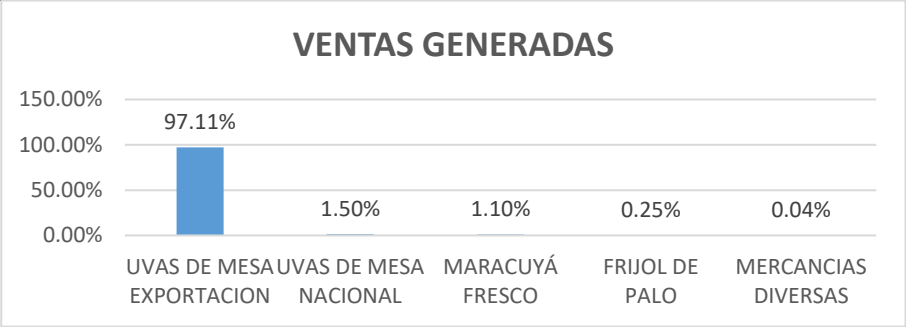 VENTAS GENERADAS
150.00%
100.00%
50.00%
0.00%
97.11%
1.50%
1.10%
0.25%
0.04%
UVAS DE MESA
EXPORTACION
UVAS DE MESA
NACIONAL
MARACUYÁ
FRESCO
FRIJOL DE
PALO
MERCANCIAS
DIVERSAS